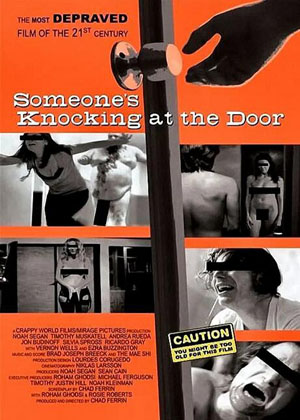 THE MOST DEPRAVED
FILM OF THE 21ST CENTURY
Someone's
Knocking at the Door
A CRAPPY WORLD FILMS/MIRAGE PICTURES PRODUCTION
NOAH SEGAN, TIMOTHY MUSKATELL, ANDREA RUEDA
JON BUDINOFF, SILVIA SPROSS, RICARDO GRAY
WITH VERNON WELLS AND EZRA BUZZINGTON
MUSIC AND SCORE BRAD JOSEPH BREECK AND THE MAE SHI
PRODUCTION DESIGN LOURDES CORUGEDO
CINEMATOGRAPHY NIKLAS LARSSON
PRODUCED NOAH SEGAN, SEAN CAIN
EXECUTIVE PRODUCERS ROHAM GHODSI, MICHAEL FERGUSON
TIMOTHY JUSTIN HILL, NOAH KLEINMAN
SCREENPLAY BY CHAD FERRIN
WITH ROHAM GHODSI & ROSIE ROBERTS
PRODUCED AND DIRECTED BY CHAD FERRIN
CAUTION
YOU MIGHT BE TOO
OLD FOR THIS FILM